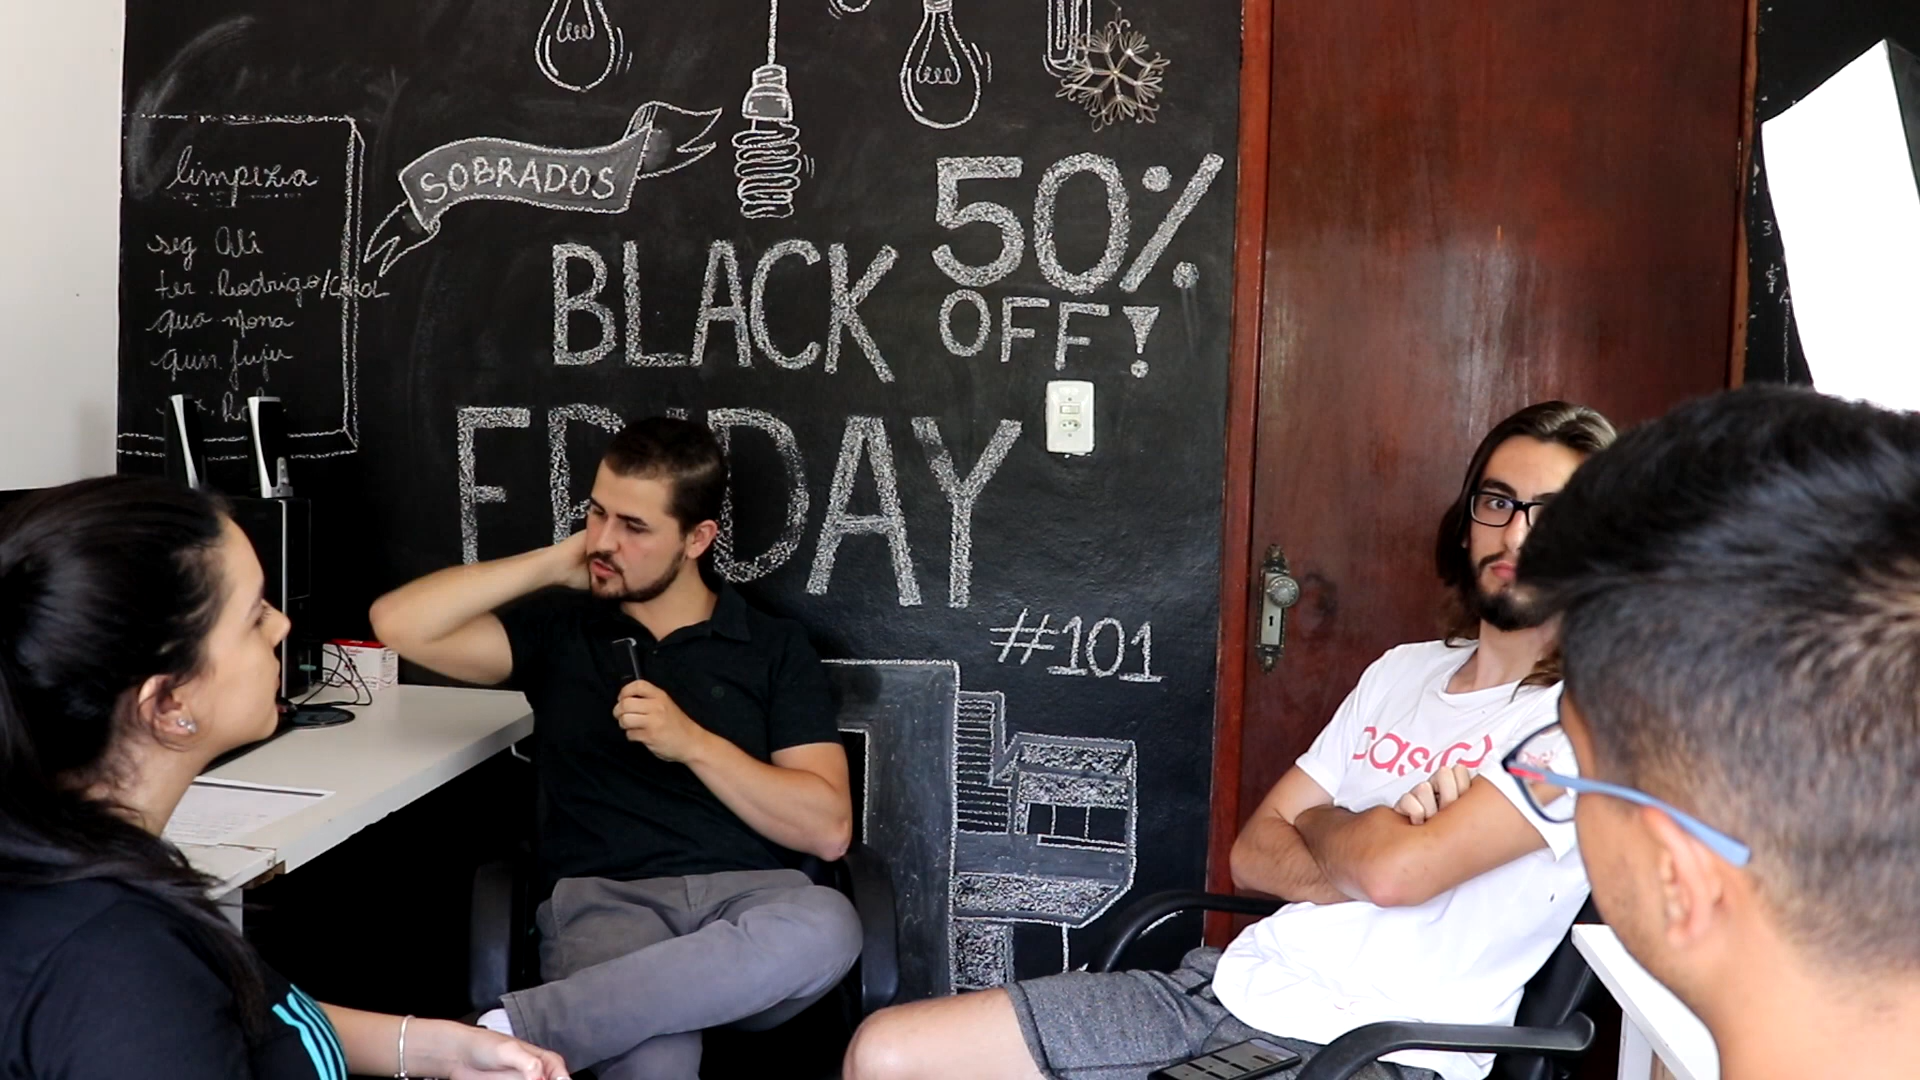 limpeza
seg Ali
ter. Rodrigo/CAROL
qua mona
SOBRADOS
50%
OFF!
BLACK
FRIDAY
#101